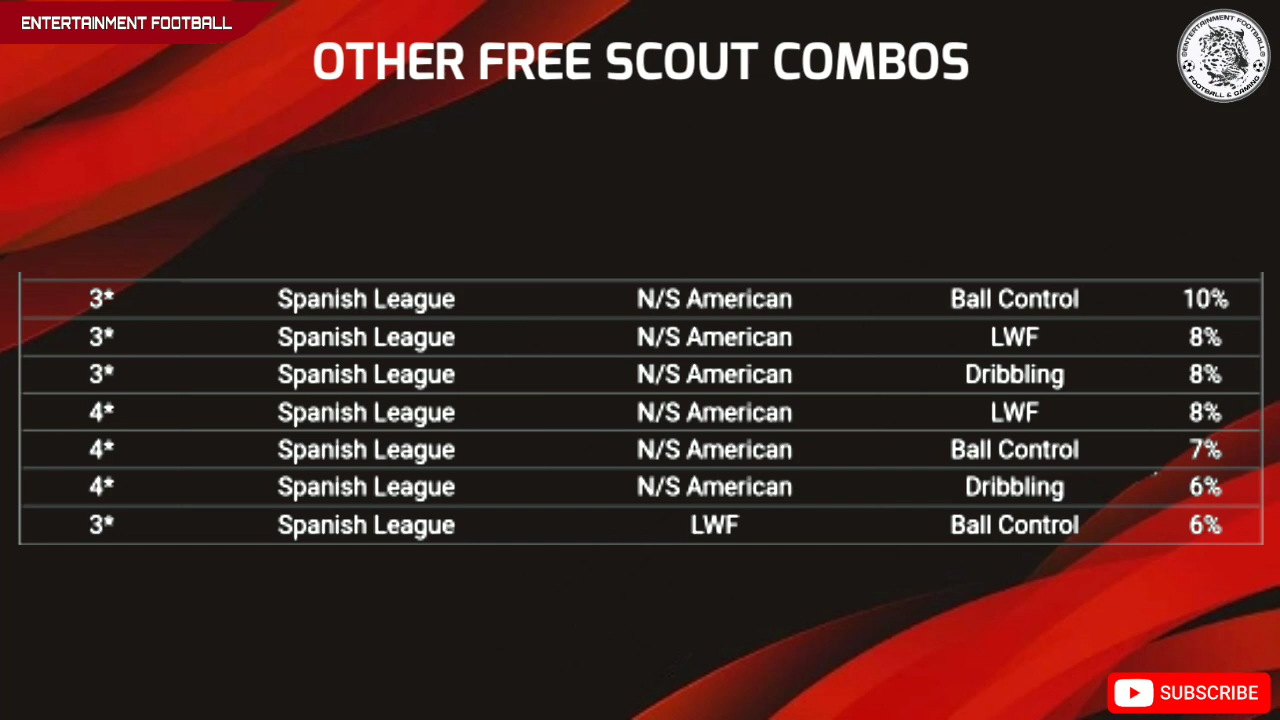 ENTERTAINMENT FOOTBALL
OTHER FREE SCOUT COMBOS
3* Spanish League N/S American Ball Control 10%
3* Spanish League N/S American LWF 8%
3* Spanish League N/S American Dribbling 8%
4* Spanish League N/S American LWF 8%
4* Spanish League N/S American Ball Control 7%
4* Spanish League N/S American Dribbling 6%
3* Spanish League LWF Ball Control 6%
FOOTBALL & GAMING
SUBSCRIBE